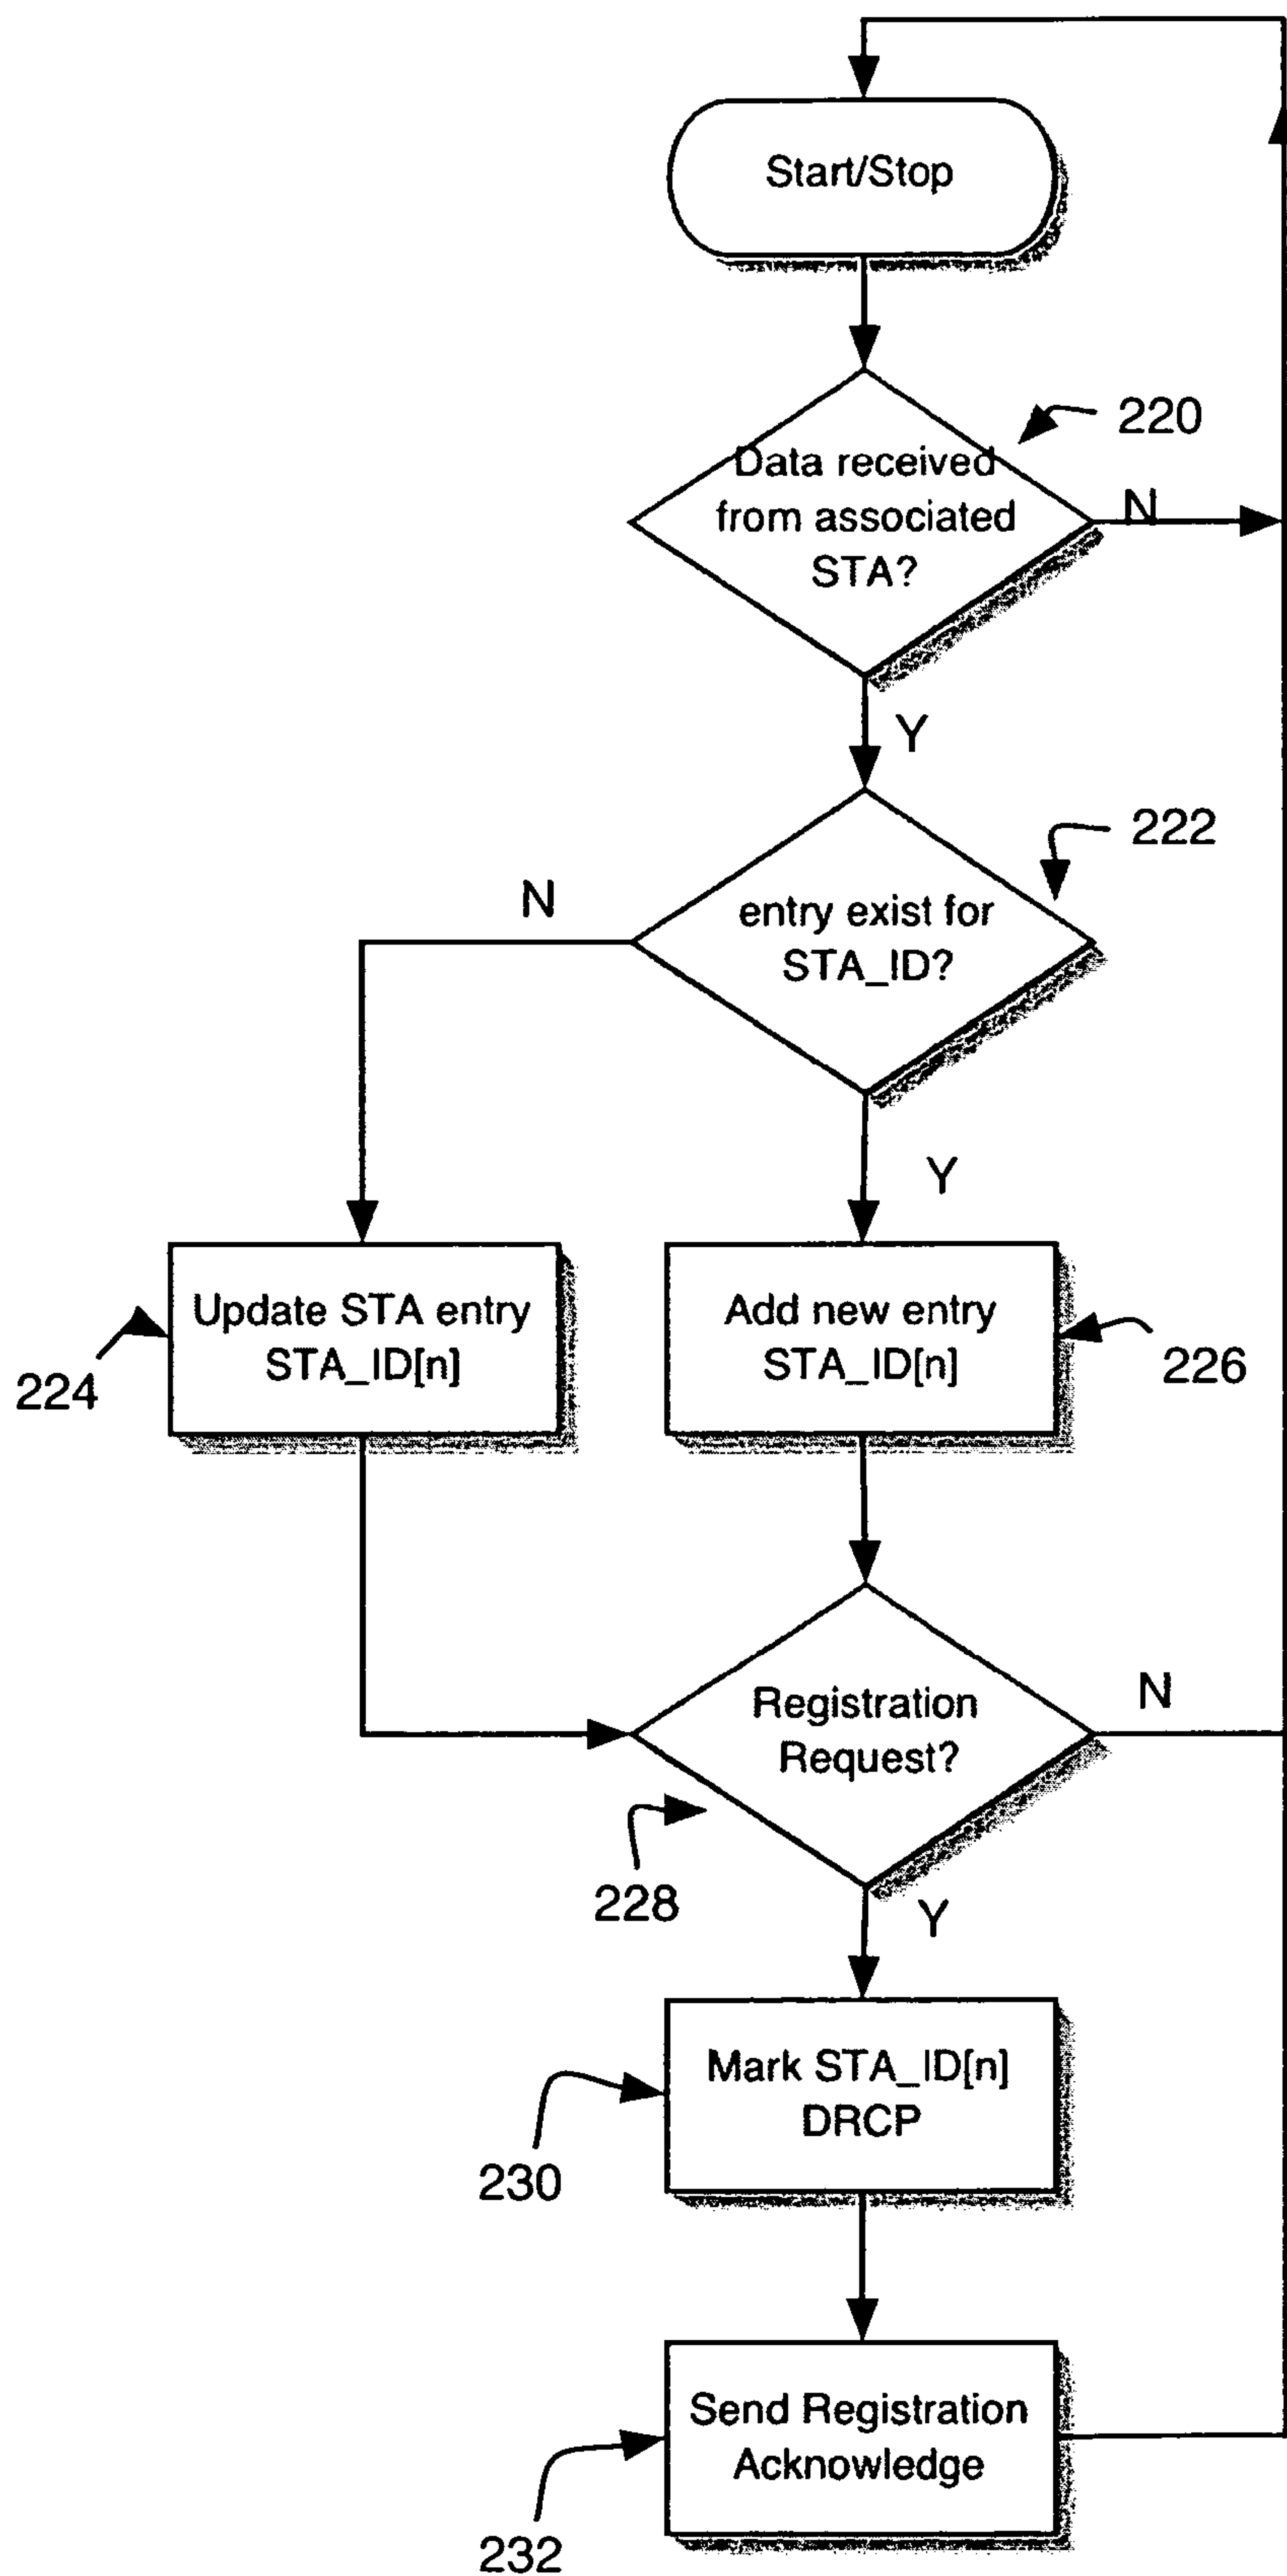 Start/Stop
220
Data received
from associated
STA?
N
Y
222
entry exist for
STA_ID?
N
Y
Update STA entry
STA_ID[n]
224
Add new entry
STA_ID[n]
226
Registration
Request?
N
228
Y
Mark STA_ID[n]
DRCP
230
Send Registration
Acknowledge
232